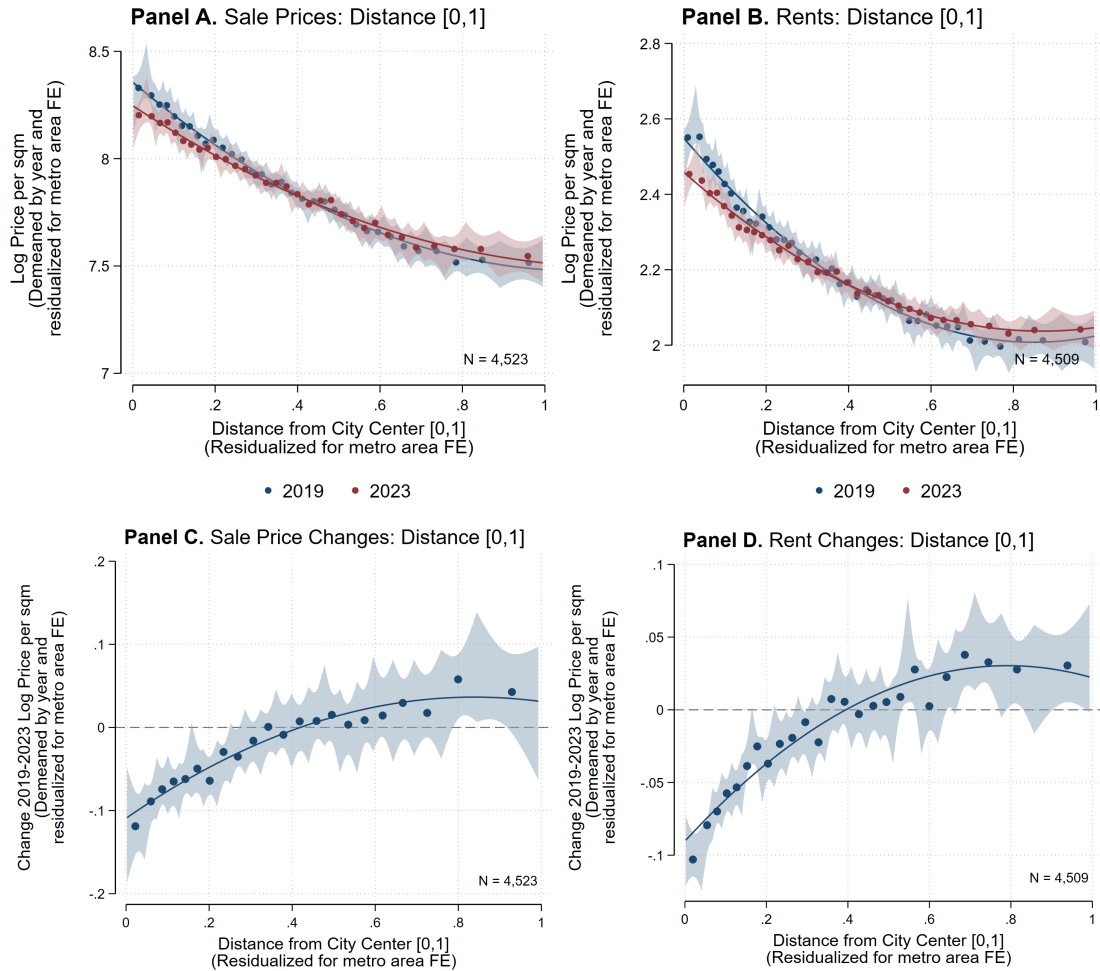 Panel A. Sale Prices: Distance [0,1]
Log Price per sqm
(Demeaned by year and
residualized for metro area FE)
8.5
8
7.5
7
N = 4,523
0 .2 .4 .6 .8 1
Distance from City Center [0,1]
(Residualized for metro area FE)
Panel B. Rents: Distance [0,1]
Log Price per sqm
(Demeaned by year and
residualized for metro area FE)
2.8
2.6
2.4
2.2
2
N = 4,509
0 .2 .4 .6 .8 1
Distance from City Center [0,1]
(Residualized for metro area FE)
2019 2023
2019 2023
Panel C. Sale Price Changes: Distance [0,1]
Change 2019-2023 Log Price per sqm
(Demeaned by year and
residualized for metro area FE)
.2
.1
0
-.1
-.2
N = 4,523
0 .2 .4 .6 .8 1
Distance from City Center [0,1]
(Residualized for metro area FE)
Panel D. Rent Changes: Distance [0,1]
Change 2019-2023 Log Price per sqm
(Demeaned by year and
residualized for metro area FE)
.1
.05
0
-.05
-.1
N = 4,509
0 .2 .4 .6 .8 1
Distance from City Center [0,1]
(Residualized for metro area FE)